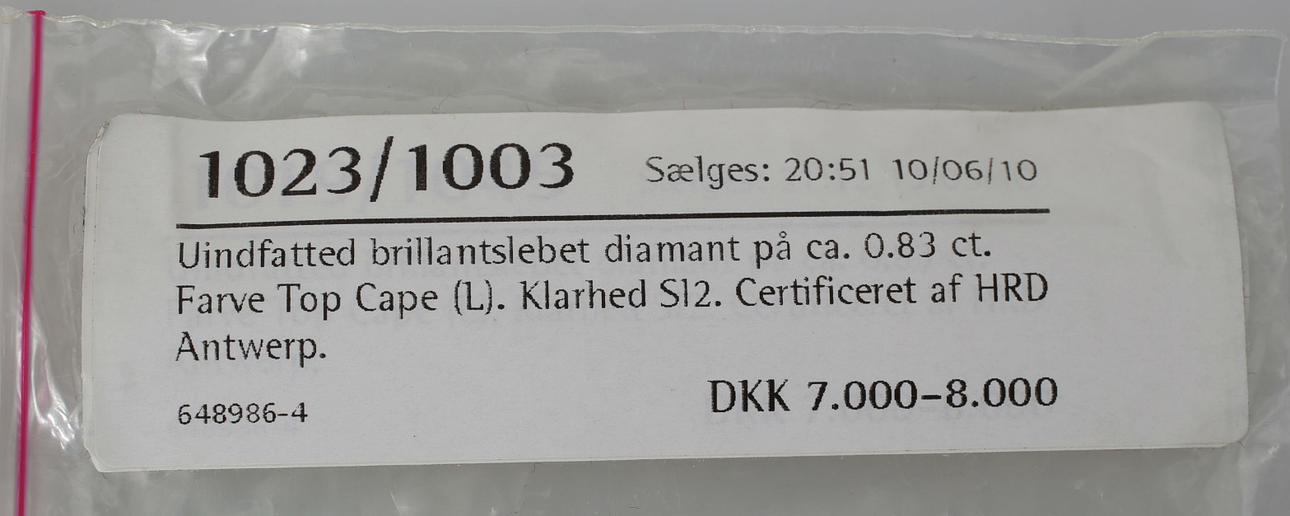 1023/1003 Sælges: 20:51 10/06/10
Uindfatted brillantslebet diamant på ca. 0.83 ct.
Farve Top Cape (L). Klarhed SI2. Certificeret af HRD
Antwerp.
648986-4 DKK 7.000-8.000